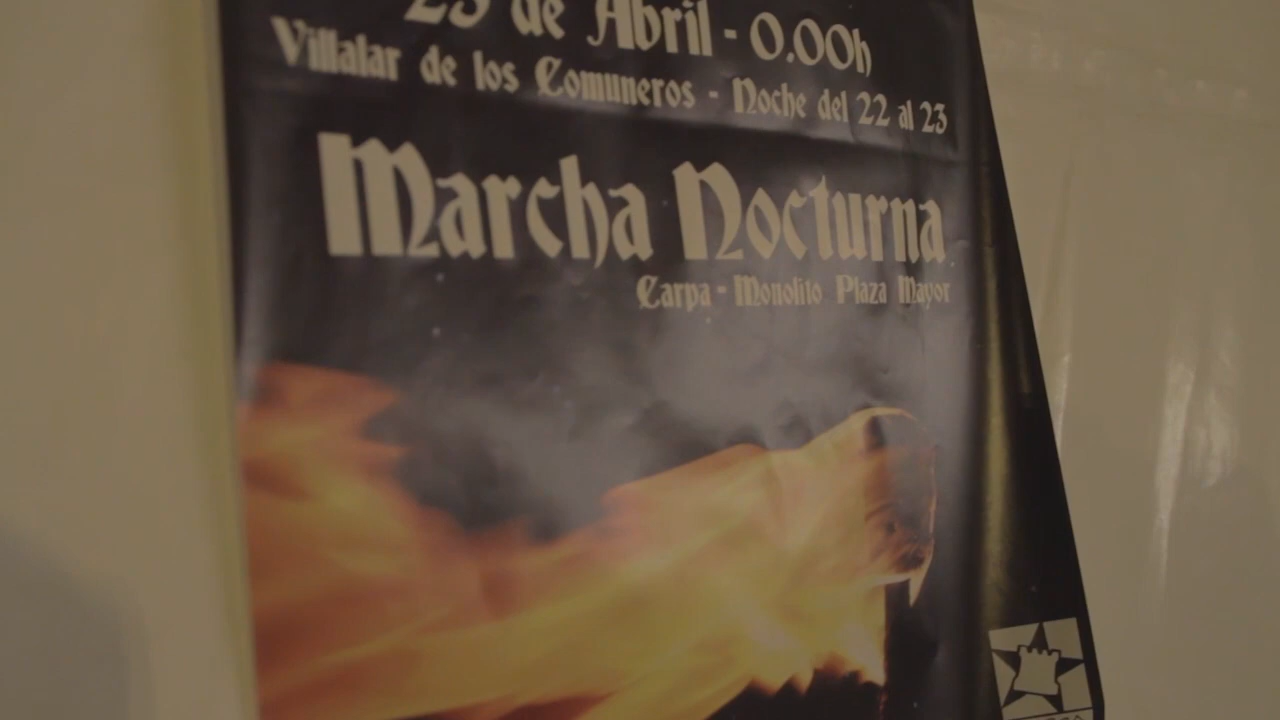 23 de Abril - 0.00h
Villalar de los Comuneros - Noche del 22 al 23
Marcha Nocturna
Carpa - Monolito Plaza Mayor